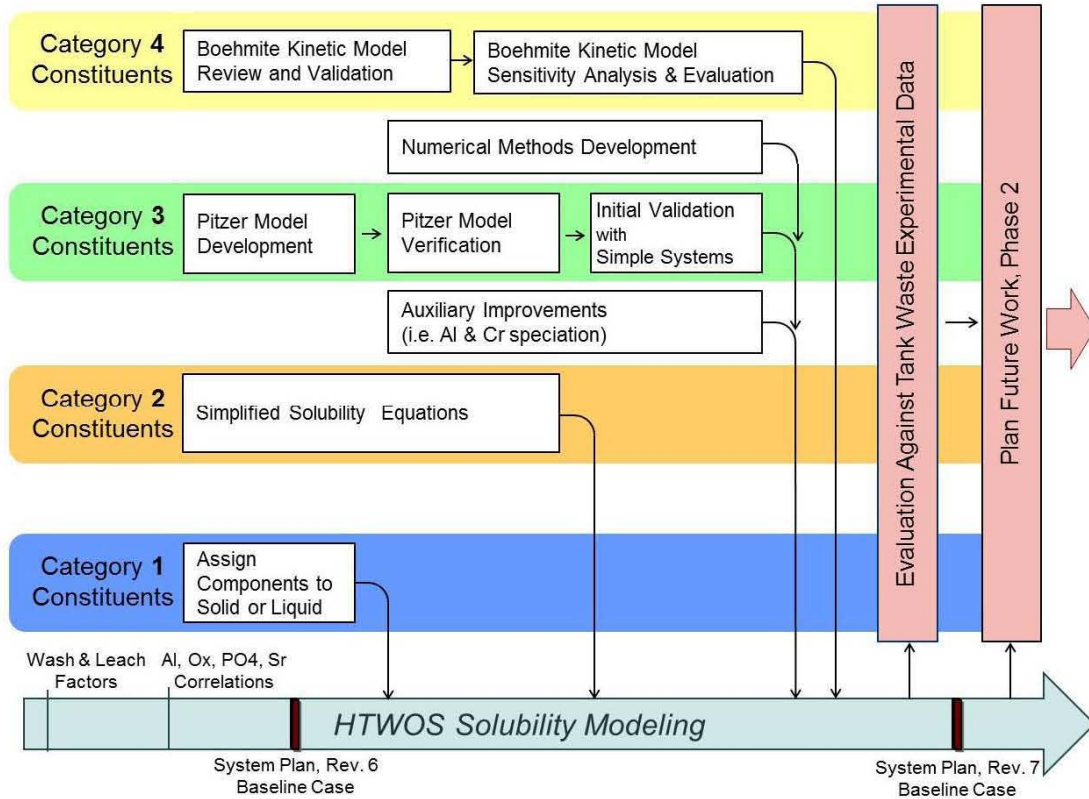 Category 4
Constituents
Boehmite Kinetic Model
Review and Validation
Boehmite Kinetic Model
Sensitivity Analysis & Evaluation
Numerical Methods Development
Category 3
Constituents
Pitzer Model
Development
Pitzer Model
Verification
Initial Validation
with
Simple Systems
Auxiliary Improvements
(i.e. Al & Cr speciation)
Category 2
Constituents
Simplified Solubility Equations
Category 1
Constituents
Assign
Components to
Solid or Liquid
Evaluation Against Tank Waste Experimental Data
Plan Future Work, Phase 2
Wash & Leach
Factors
Al, Ox, PO4, Sr
Correlations
HTWOS Solubility Modeling
System Plan, Rev. 6
Baseline Case
System Plan, Rev. 7
Baseline Case